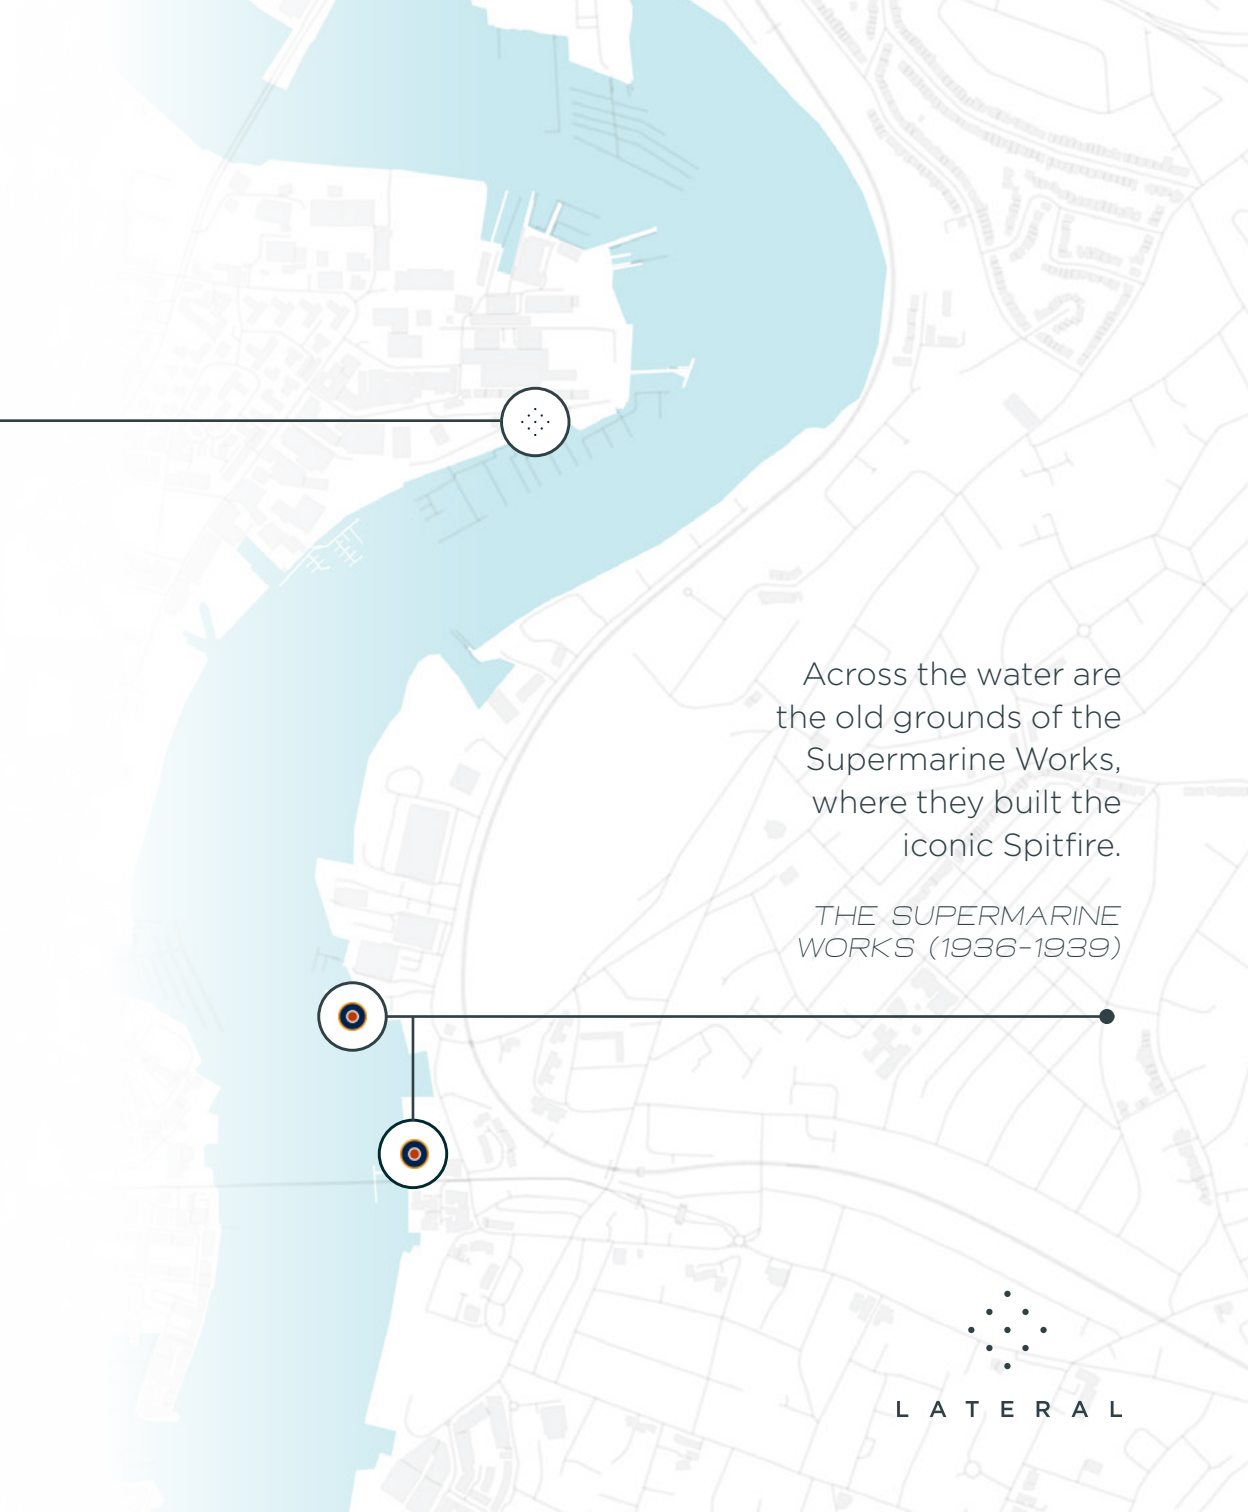 Across the water are
the old grounds of the
Supermarine Works,
where they built the
iconic Spitfire.
THE SUPERMARINE
WORKS (1936-1939)
LATERAL